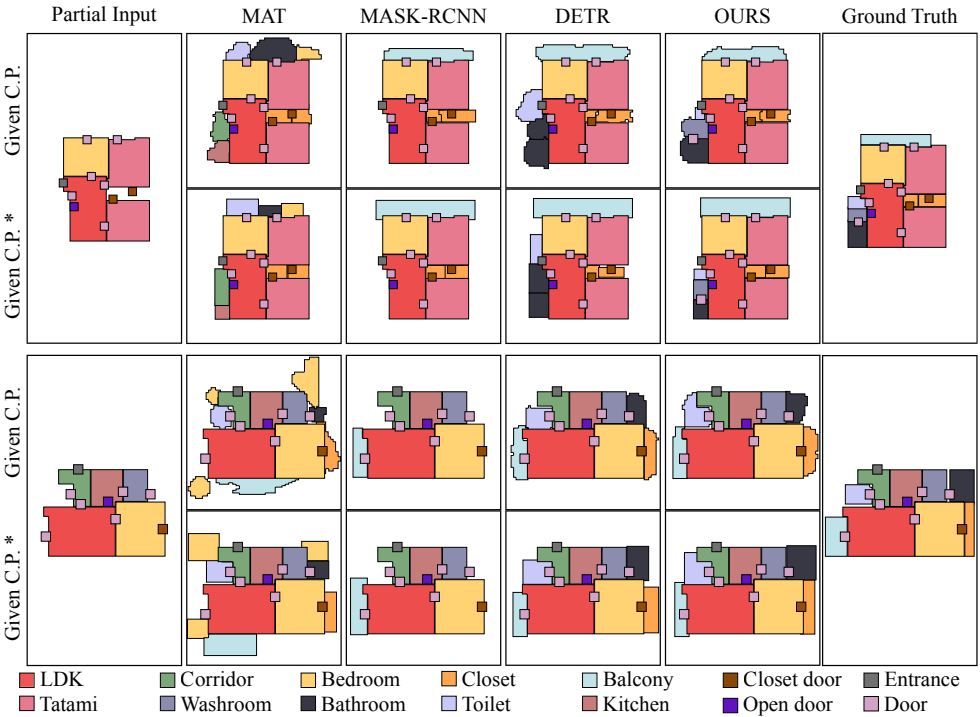 Partial Input MAT MASK-RCNN DETR OURS Ground Truth
Given C.P.
Given C.P. *
Given C.P.
Given C.P. *
LDK Corridor Bedroom Closet Balcony Closet door Entrance
Tatami Washroom Bathroom Toilet Kitchen Open door Door